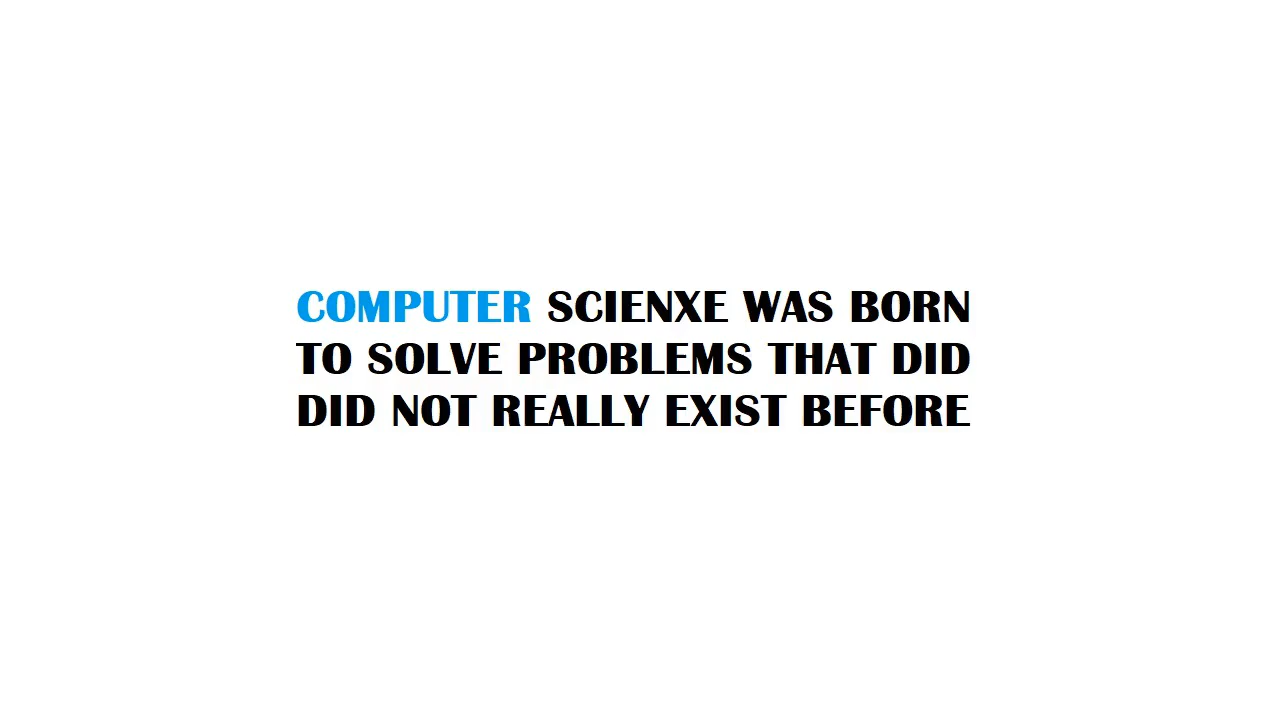 COMPUTER SCIENXE WAS BORN
TO SOLVE PROBLEMS THAT DID
DID NOT REALLY EXIST BEFORE